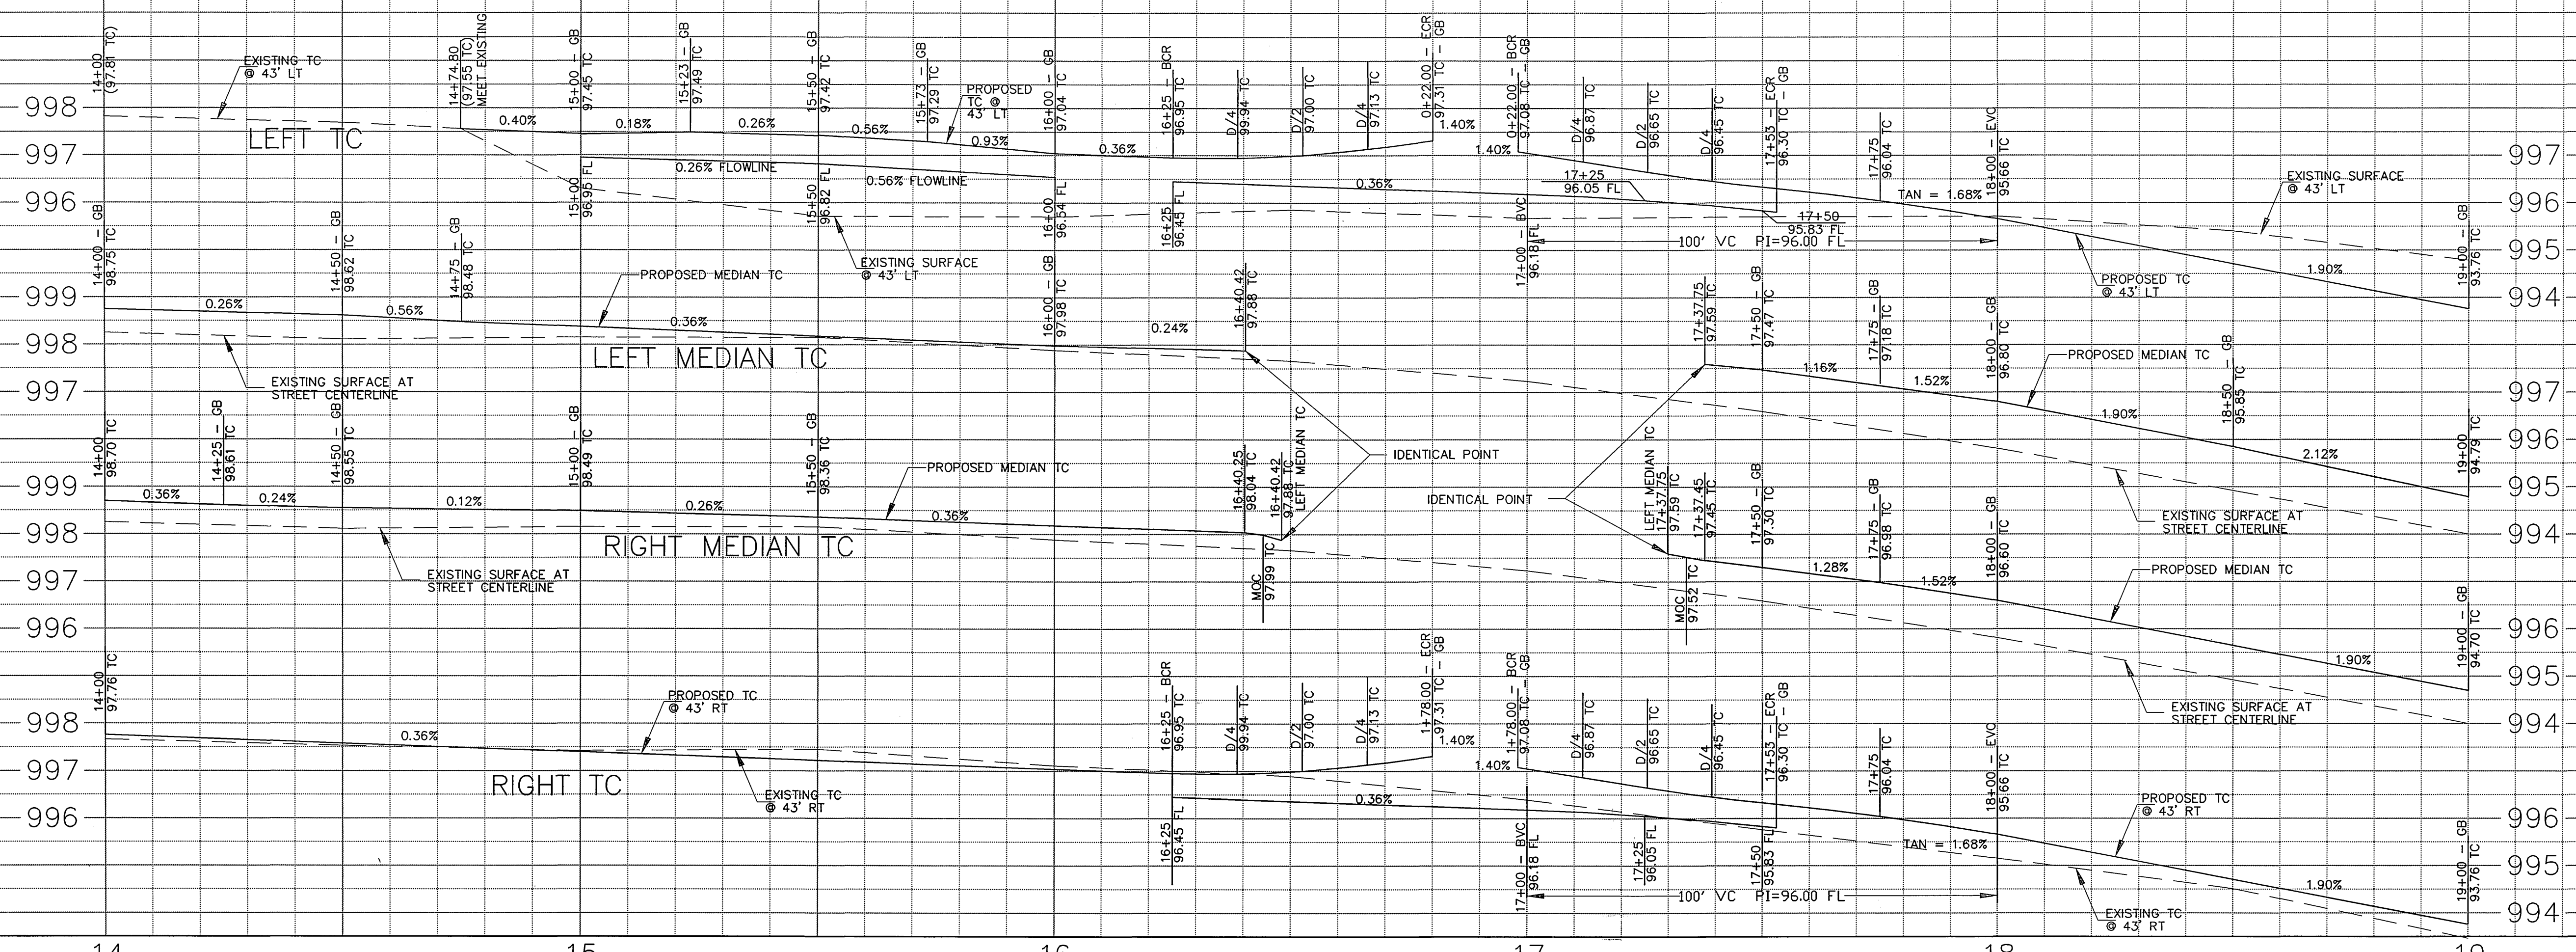 14+00
(97.81 TC)
EXISTING TC
@ 43' LT
14+74.80
(97.55 TC)
MEET EXISTING
15+00 - GB
97.45 TC
15+23 - GB
97.49 TC
15+50 - GB
97.42 TC
15+73 - GB
97.29 TC
PROPOSED
TC @
43' LT
16+00 - GB
97.04 TC
16+25 - BCR
96.95 TC
D/4
99.94 TC
D/2
97.00 TC
D/4
97.13 TC
0+22.00 - ECR
97.31 TC - GB
0+22.00 - BCR
97.08 TC - GB
D/4
96.87 TC
D/2
96.65 TC
D/4
96.45 TC
17+53 - ECR
96.30 TC - GB
17+75
96.04 TC
18+00 - EVC
95.66 TC
998
LEFT TC
0.40%
0.18%
0.26%
0.56%
0.93%
0.36%
1.40%
1.40%
997
997
0.26% FLOWLINE
0.56% FLOWLINE
0.36%
17+25
96.05 FL
TAN = 1.68%
EXISTING SURFACE
@ 43' LT
996
996
15+00
96.95 FL
15+50
96.82 FL
16+00
96.54 FL
16+25
96.45 FL
17+00 - BVC
96.18 FL
17+50
95.83 FL
100' VC PI=96.00 FL
995
19+00 - GB
93.76 TC
14+00 - GB
98.75 TC
14+50 - GB
98.62 TC
14+75 - GB
98.48 TC
PROPOSED MEDIAN TC
EXISTING SURFACE
@ 43' LT
16+00 - GB
97.98 TC
16+40.42
97.88 TC
17+37.75
97.59 TC
17+50 - GB
97.47 TC
17+75 - GB
97.18 TC
18+00 - GB
96.80 TC
PROPOSED TC
@ 43' LT
1.90%
999
994
0.26%
0.56%
0.36%
0.24%
998
LEFT MEDIAN TC
PROPOSED MEDIAN TC
18+50 - GB
95.85 TC
1.16%
1.52%
997
997
EXISTING SURFACE AT
STREET CENTERLINE
1.90%
19+00
94.79 TC
14+00
98.70 TC
14+25 - GB
98.61 TC
14+50 - GB
98.55 TC
15+00 - GB
98.49 TC
15+50 - GB
98.36 TC
PROPOSED MEDIAN TC
16+40.25
98.04 TC
16+40.42
97.88 TC
LEFT MEDIAN TC
IDENTICAL POINT
IDENTICAL POINT
LEFT MEDIAN TC
17+37.75
97.59 TC
17+37.45
97.45 TC
17+50 - GB
97.30 TC
17+75 - GB
96.98 TC
18+00 - GB
96.60 TC
996
2.12%
999
995
0.36%
0.24%
0.12%
0.26%
0.36%
EXISTING SURFACE AT
STREET CENTERLINE
998
994
RIGHT MEDIAN TC
EXISTING SURFACE AT
STREET CENTERLINE
MOC
97.99 TC
MOC
97.52 TC
1.28%
1.52%
PROPOSED MEDIAN TC
997
996
996
19+00 - GB
94.70 TC
1.90%
14+00
97.76 TC
PROPOSED TC
@ 43' RT
16+25 - BCR
96.95 TC
D/4
99.94 TC
D/2
97.00 TC
D/4
97.13 TC
1+78.00 - ECR
97.31 TC - GB
1+78.00 - BCR
97.08 TC - GB
D/4
96.87 TC
D/2
96.65 TC
D/4
96.45 TC
17+53 - ECR
96.30 TC - GB
17+75
96.04 TC
18+00 - EVC
95.66 TC
995
EXISTING SURFACE AT
STREET CENTERLINE
998
994
0.36%
1.40%
1.40%
997
RIGHT TC
EXISTING TC
@ 43' RT
0.36%
PROPOSED TC
@ 43' RT
996
996
16+25
96.45 FL
17+00 - BVC
96.18 FL
17+25
96.05 FL
17+50
95.83 FL
TAN = 1.68%
19+00 - GB
93.76 TC
995
100' VC PI=96.00 FL
1.90%
EXISTING TC
@ 43' RT
994
14
15
16
17
18
19